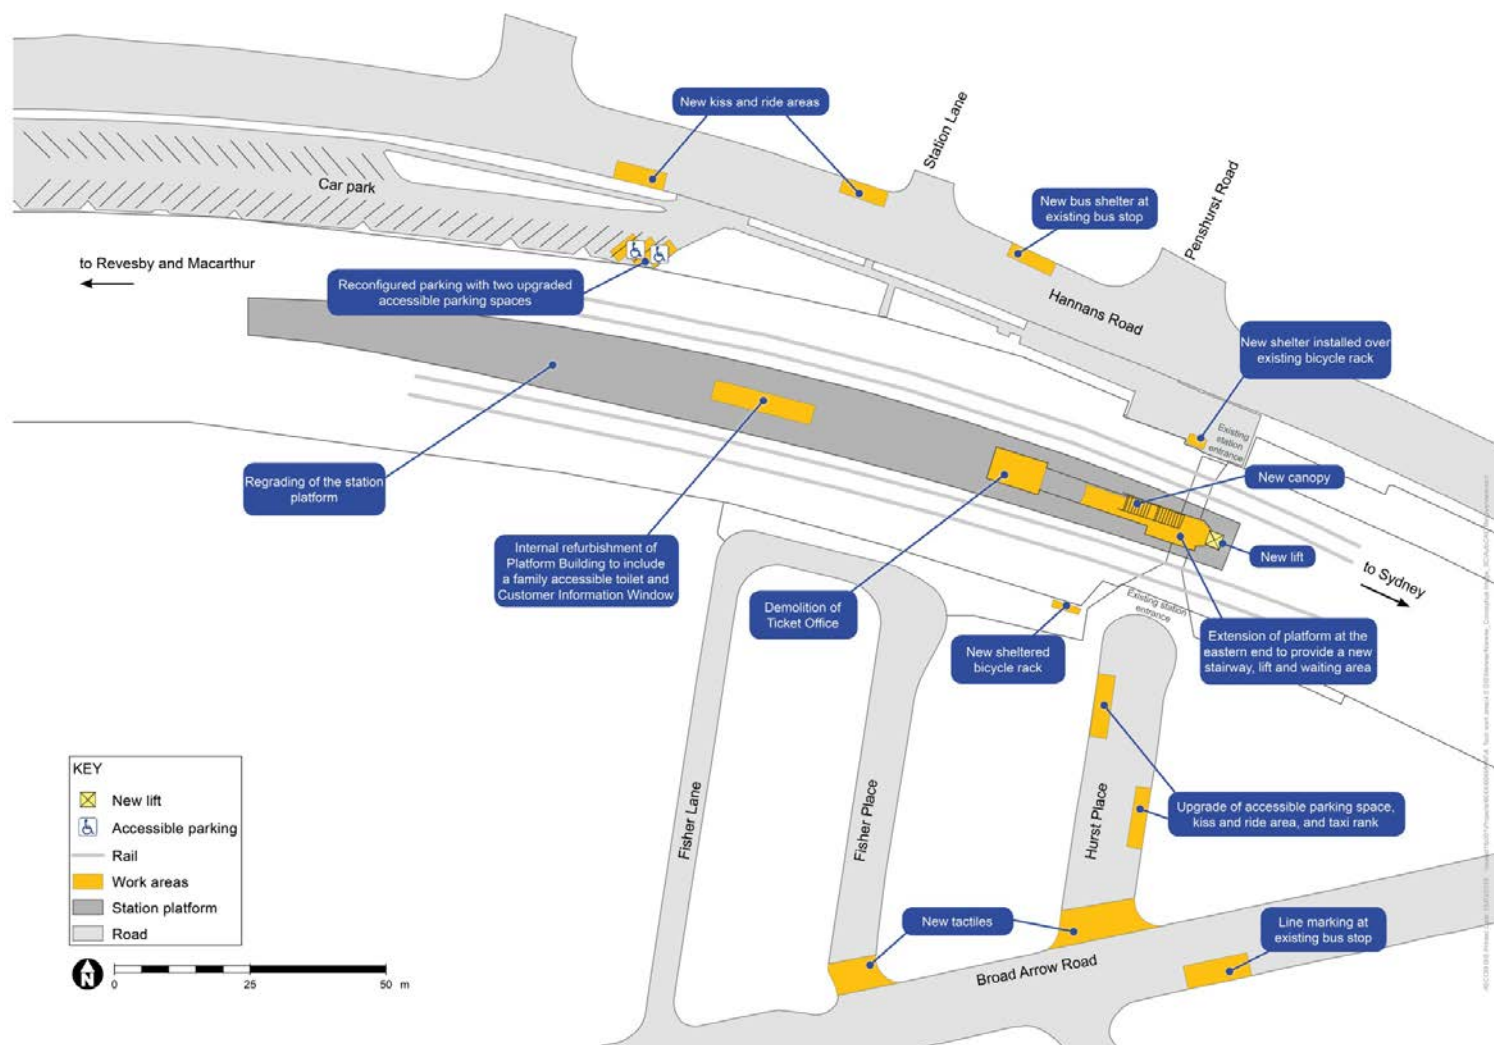 New kiss and ride areas
Station Lane
Penshurst Road
New bus shelter at
existing bus stop
Car park
to Revesby and Macarthur
Reconfigured parking with two upgraded
accessible parking spaces
Hannans Road
New shelter installed over
existing bicycle rack
Existing
station
entrance
Regrading of the station
platform
New canopy
Internal refurbishment of
Platform Building to include
a family accessible toilet and
Customer Information Window
New lift
to Sydney
Demolition of
Ticket Office
Existing station
entrance
New sheltered
bicycle rack
Extension of platform at the
eastern end to provide a new
stairway, lift and waiting area
KEY
New lift
Accessible parking
Rail
Work areas
Station platform
Road
N
0 25 50 m
Fisher Lane
Fisher Place
Hurst Place
Upgrade of accessible parking space,
kiss and ride area, and taxi rank
New tactiles
Line marking at
existing bus stop
Broad Arrow Road